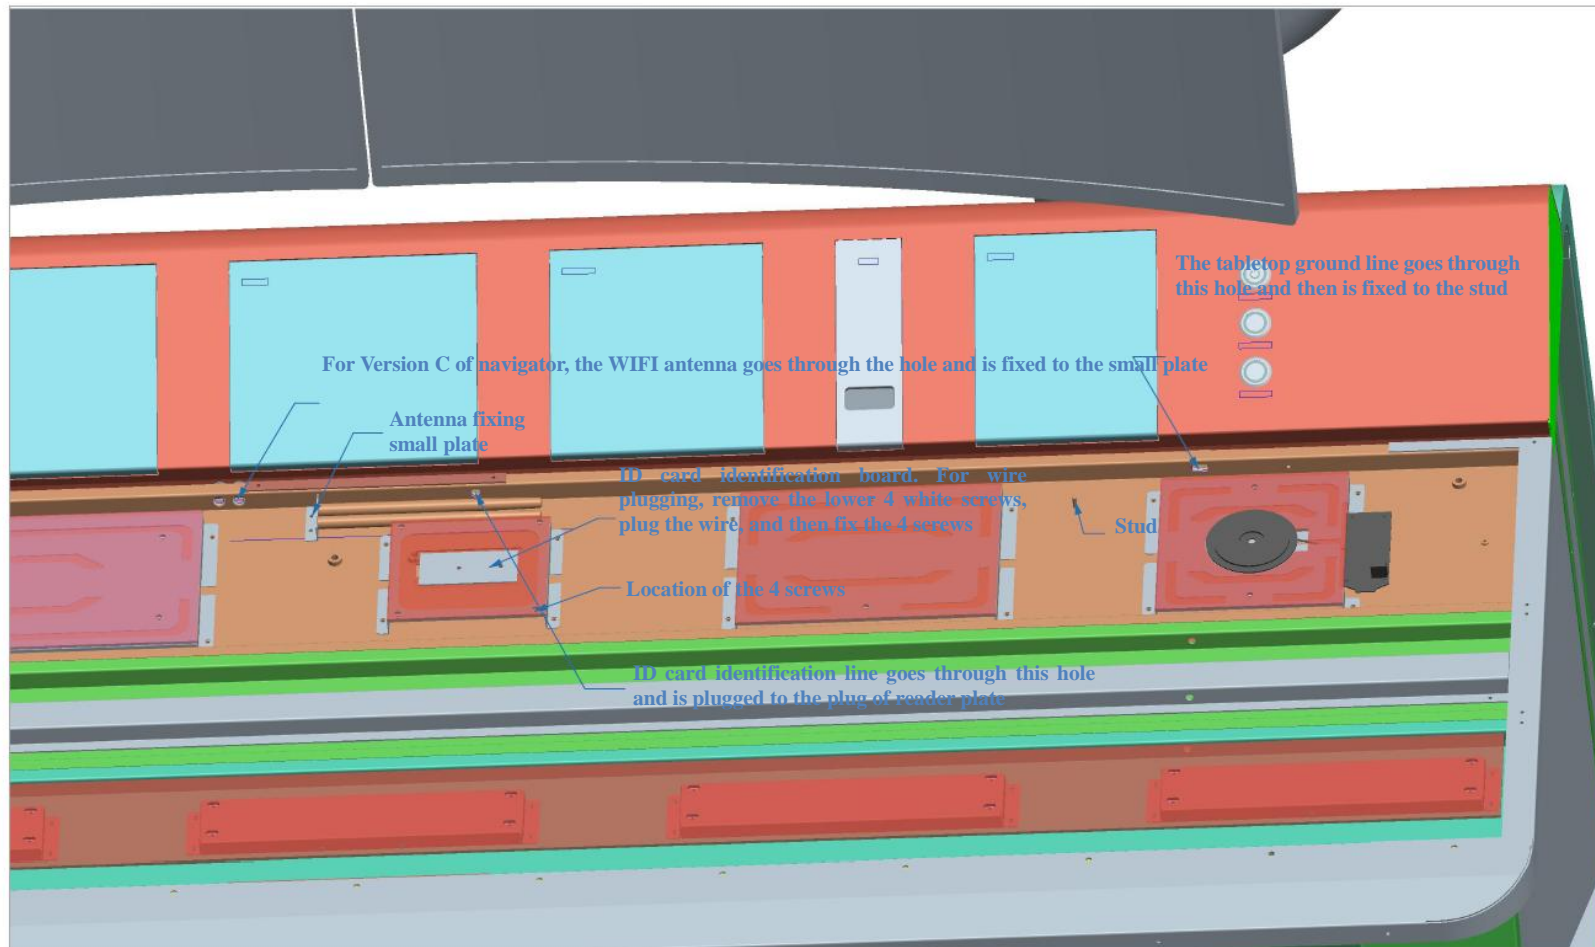 The tabletop ground line goes through
this hole and then is fixed to the stud
For Version C of navigator, the WIFI antenna goes through the hole and is fixed to the small plate
Antenna fixing
small plate
ID card identification board. For wire
plugging, remove the lower 4 white screws,
plug the wire, and then fix the 4 screws
Stud
Location of the 4 screws
ID card identification line goes through this hole
and is plugged to the plug of reader plate